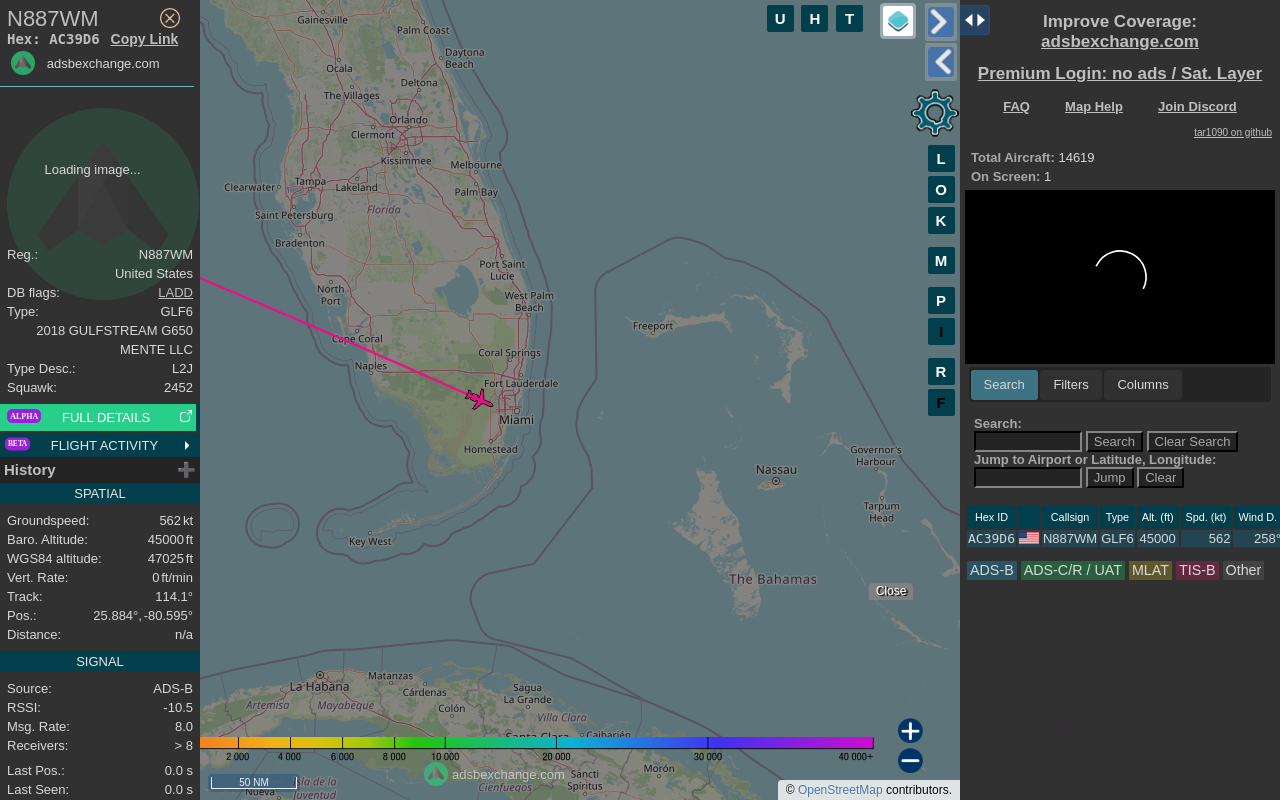 N887WM
Hex: AC39D6 Copy Link
adsbexchange.com
Loading image...
Reg.: N887WM
United States
DB flags: LADD
Type: GLF6
2018 GULFSTREAM G650
MENTE LLC
Type Desc.: L2J
Squawk: 2452
ALPHA FULL DETAILS
BETA FLIGHT ACTIVITY
History
SPATIAL
Groundspeed: 562 kt
Baro. Altitude: 45000 ft
WGS84 altitude: 47025 ft
Vert. Rate: 0 ft/min
Track: 114.1°
Pos.: 25.884°, -80.595°
Distance: n/a
SIGNAL
Source: ADS-B
RSSI: -10.5
Msg. Rate: 8.0
Receivers: > 8
Last Pos.: 0.0 s
Last Seen: 0.0 s
Gainesville
Palm Coast
Daytona
Beach
Ocala
Deltona
The Villages
Orlando
Clermont
Kissimmee
Melbourne
Tampa
Clearwater
Lakeland
Palm Bay
Florida
Saint Petersburg
Bradenton
Port Saint
Lucie
North
Port
West Palm
Beach
Freeport
Cape Coral
Coral Springs
Naples
Fort Lauderdale
Miami
Homestead
Governor's
Harbour
Nassau
Tarpum
Head
Key West
The Bahamas
Close
La Habana
Matanzas
Cárdenas
Sagua
La Grande
Artemisa
Mayabeque
Colón
Villa Clara
Santa Clara
Caibarién
2 000
4 000
6 000
8 000
10 000
20 000
30 000
40 000+
Morón
Sancti
Spíritus
Cienfuegos
Isla de la
Juventud
Nueva
50 NM
adsbexchange.com
© OpenStreetMap contributors.
U H T
L
O
K
M
P
I
R
F
Improve Coverage:
adsbexchange.com
Premium Login: no ads / Sat. Layer
FAQ Map Help Join Discord
tar1090 on github
Total Aircraft: 14619
On Screen: 1
Search Filters Columns
Search:
Search Clear Search
Jump to Airport or Latitude, Longitude:
Jump Clear
Hex ID Callsign Type Alt. (ft) Spd. (kt) Wind D.
AC39D6 N887WM GLF6 45000 562 258°
ADS-B ADS-C/R / UAT MLAT TIS-B Other